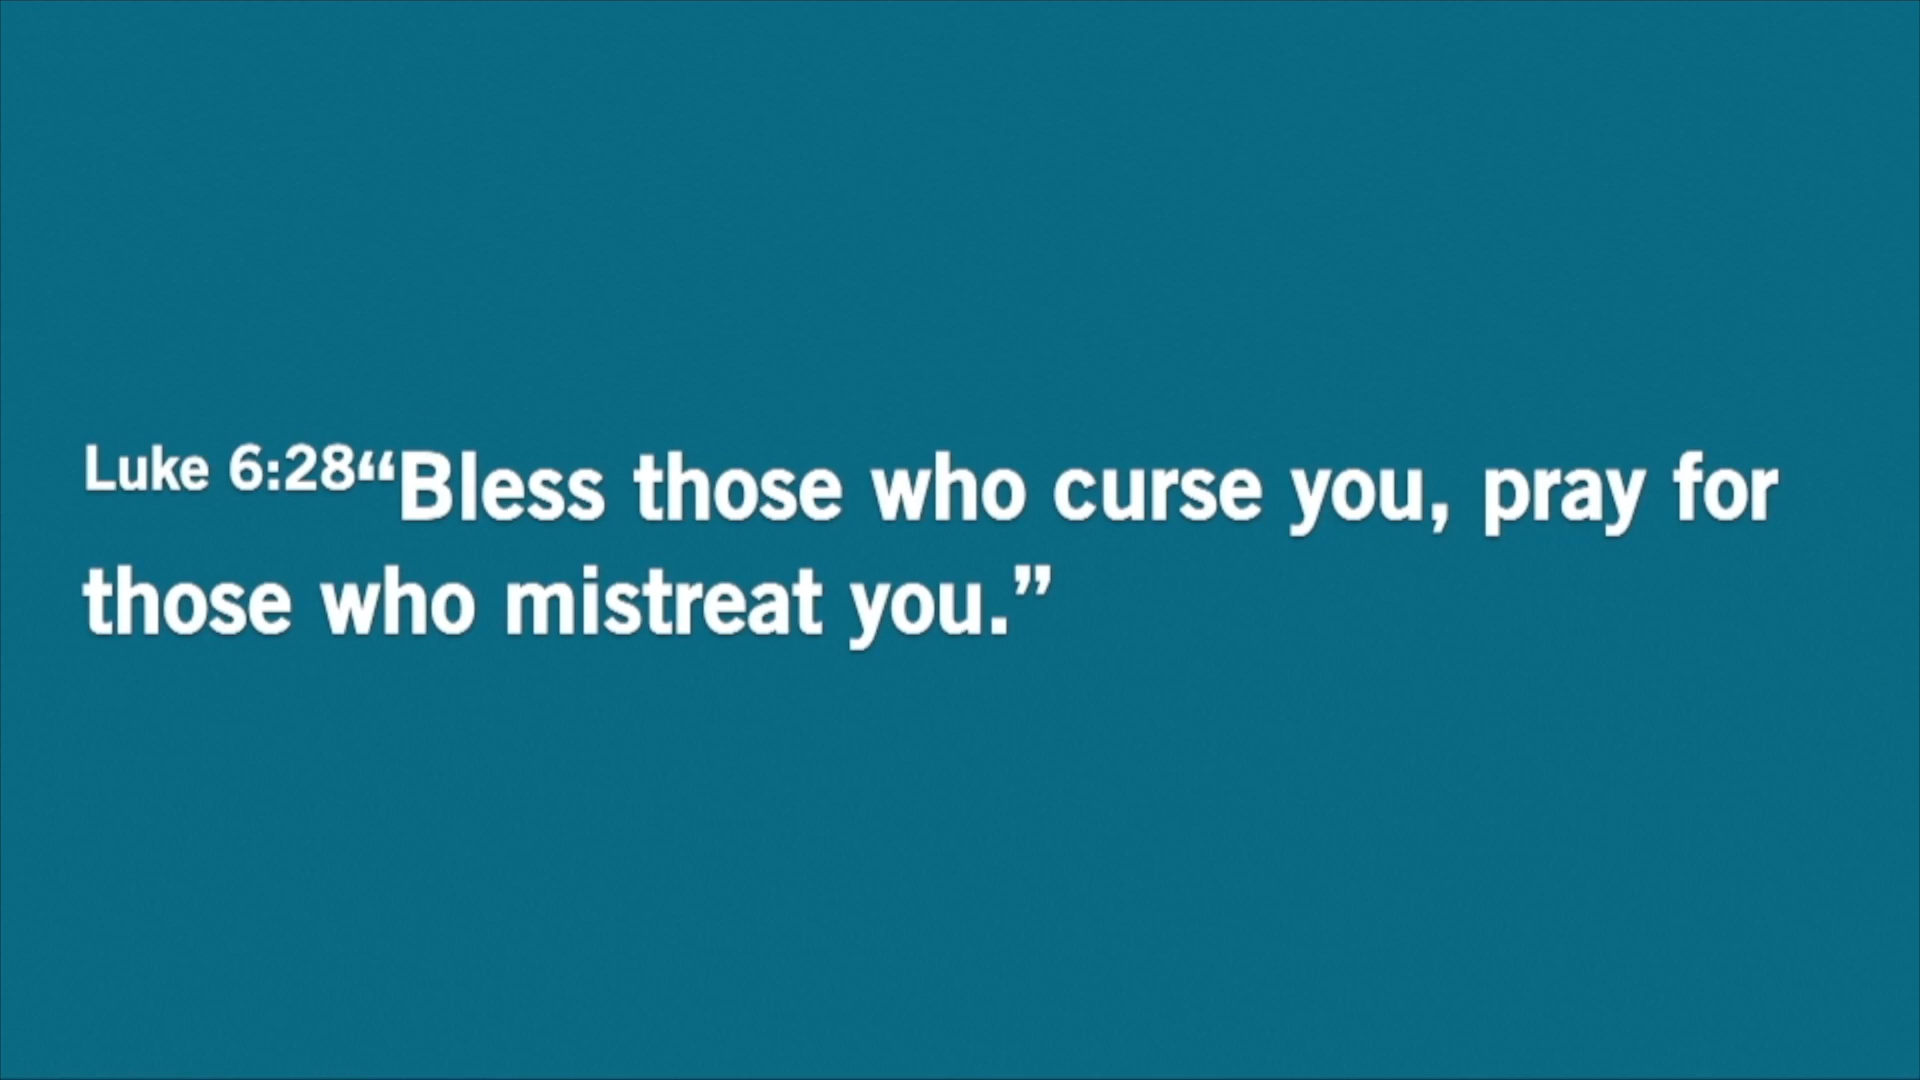 Luke 6:28“Bless those who curse you, pray for
those who mistreat you.”